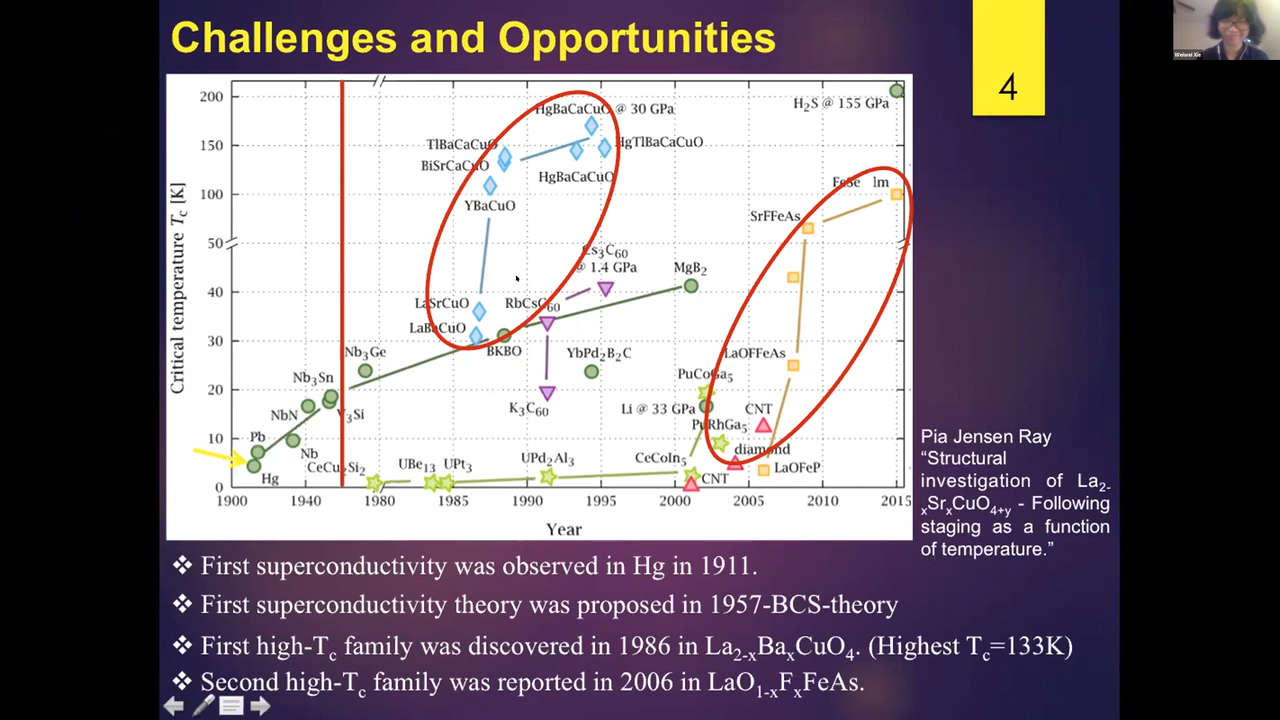 Challenges and Opportunities
4
Weiwei Xie
200
150
100
50
40
30
20
10
0
Critical temperature Tc [K]
HgBaCaCuO @ 30 GPa
H2S @ 155 GPa
TlBaCaCuO
HgTlBaCaCuO
BiSrCaCuO
HgBaCaCuO
FeSe
lm
YBaCuO
SrFFeAs
Cs3C60
@ 1.4 GPa
MgB2
LaSrCuO
RbCsC60
LaBaCuO
BKBO
Nb3Ge
YbPd2B2C
LaOFFeAs
Nb3Sn
PuCoGa5
K3C60
Li @ 33 GPa
CNT
NbN
V3Si
PuRhGa5
Pb
Nb
diamond
CeCu2Si2
UBe13
UPt3
UPd2Al3
CeCoIn5
LaOFeP
Hg
CNT
1900
1940
1980
1985
1990
1995
2000
2005
2010
2015
Year
Pia Jensen Ray
“Structural
investigation of La2-
xSrxCuO4+y - Following
staging as a function
of temperature.”
❖ First superconductivity was observed in Hg in 1911.
❖ First superconductivity theory was proposed in 1957-BCS-theory
❖ First high-Tc family was discovered in 1986 in La2-xBaxCuO4. (Highest Tc=133K)
❖ Second high-Tc family was reported in 2006 in LaO1-xFxFeAs.